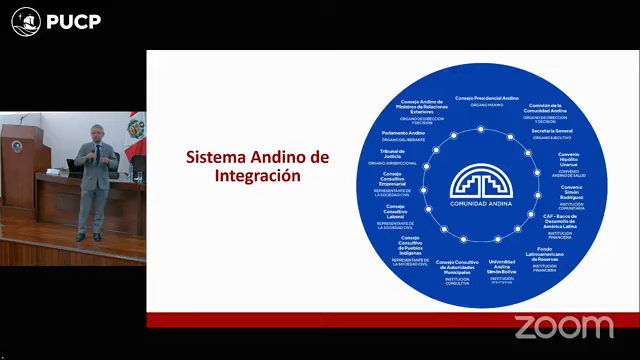 PUCP
Sistema Andino de
Integración
Consejo Presidencial Andino
ÓRGANO MÁXIMO
Comisión de la
Comunidad Andina
ÓRGANO DE DIRECCIÓN
Y DECISIÓN
Secretaría General
ÓRGANO EJECUTIVO
Convenio
Hipólito
Unanue
CONVENIO
ANDINO DE SALUD
Convenio
Simón
Rodríguez
INSTITUCIÓN
COMUNITARIA
CAF - Banco de
Desarrollo de
América Latina
INSTITUCIÓN
FINANCIERA
Fondo
Latinoamericano
de Reservas
INSTITUCIÓN
FINANCIERA
Universidad
Andina
Simón Bolívar
INSTITUCIÓN
Consejo Consultivo
de Autoridades
Municipales
INSTITUCIÓN
CONSULTIVA
Consejo
Consultivo
de Pueblos
Indígenas
REPRESENTANTE DE
LA SOCIEDAD CIVIL
Consejo
Consultivo
Laboral
REPRESENTANTE DE
LA SOCIEDAD CIVIL
Consejo
Consultivo
Empresarial
REPRESENTANTE DE
LA SOCIEDAD CIVIL
Tribunal de
Justicia
ÓRGANO JURISDICCIONAL
Parlamento Andino
ÓRGANO DELIBERANTE
Consejo Andino de
Ministros de Relaciones
Exteriores
ÓRGANO DE DIRECCIÓN
Y DECISIÓN
COMUNIDAD ANDINA
zoom